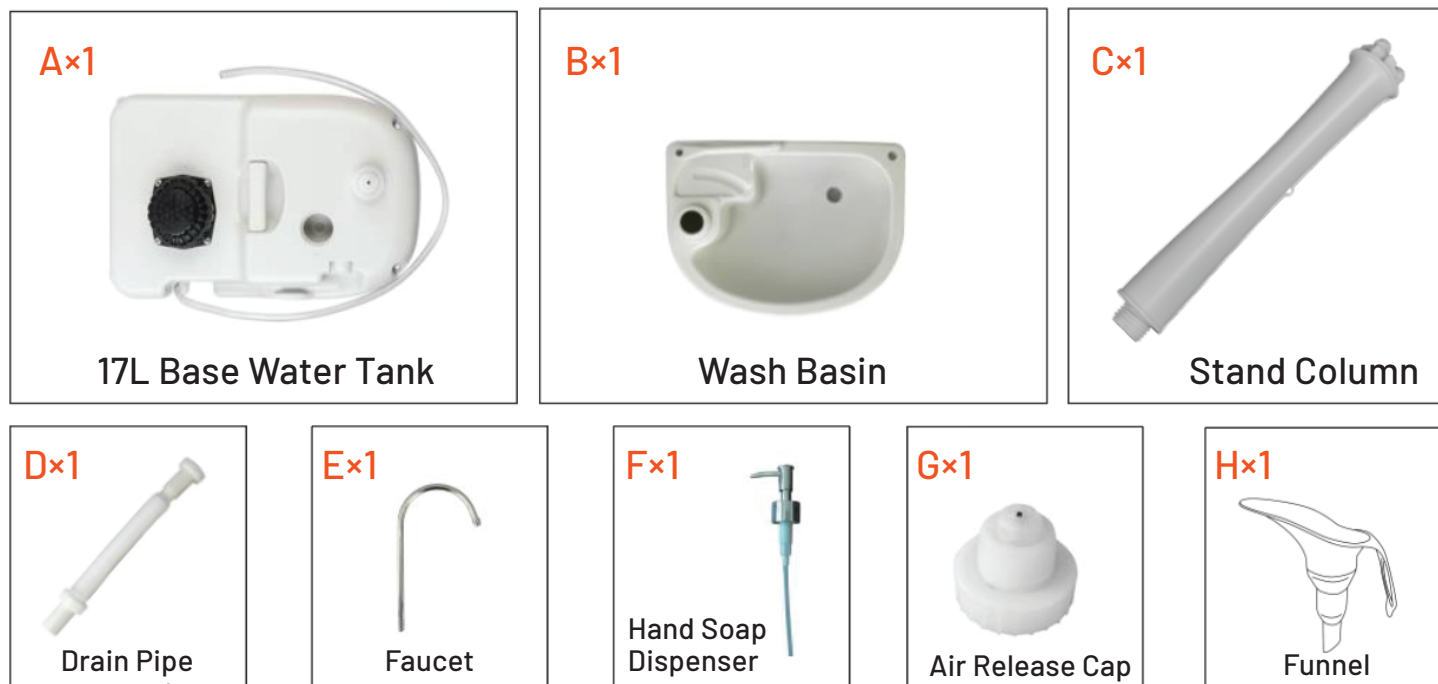 A×1
B×1
C×1
17L Base Water Tank
Wash Basin
Stand Column
D×1
E×1
F×1
G×1
H×1
Drain Pipe
Faucet
Hand Soap
Dispenser
Air Release Cap
Funnel